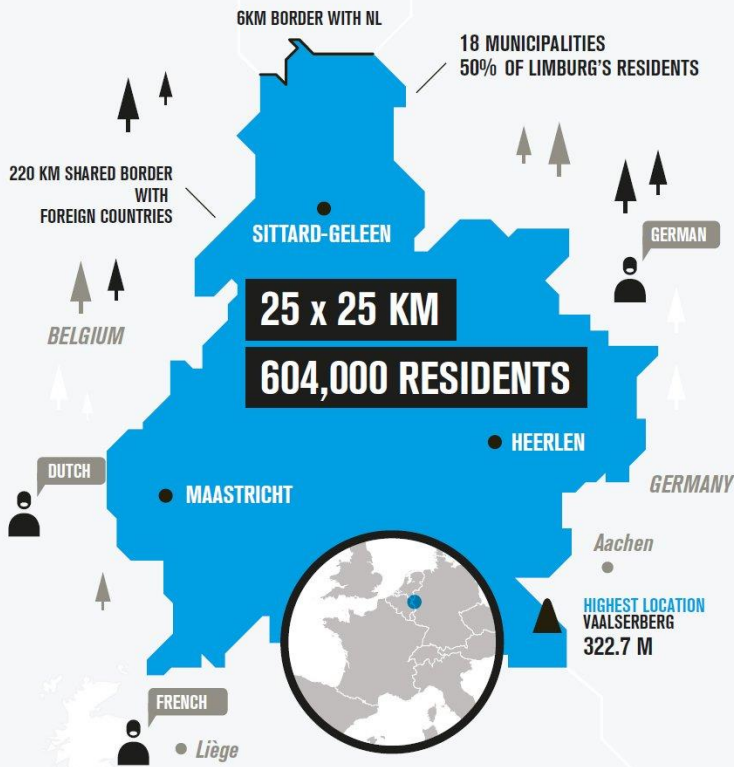 6KM BORDER WITH NL
18 MUNICIPALITIES
50% OF LIMBURG'S RESIDENTS
220 KM SHARED BORDER
WITH
FOREIGN COUNTRIES
SITTARD-GELEEN
GERMAN
25 x 25 KM
BELGIUM
604,000 RESIDENTS
HEERLEN
DUTCH
MAASTRICHT
GERMANY
Aachen
HIGHEST LOCATION
VAALSERBERG
322.7 M
FRENCH
Liège